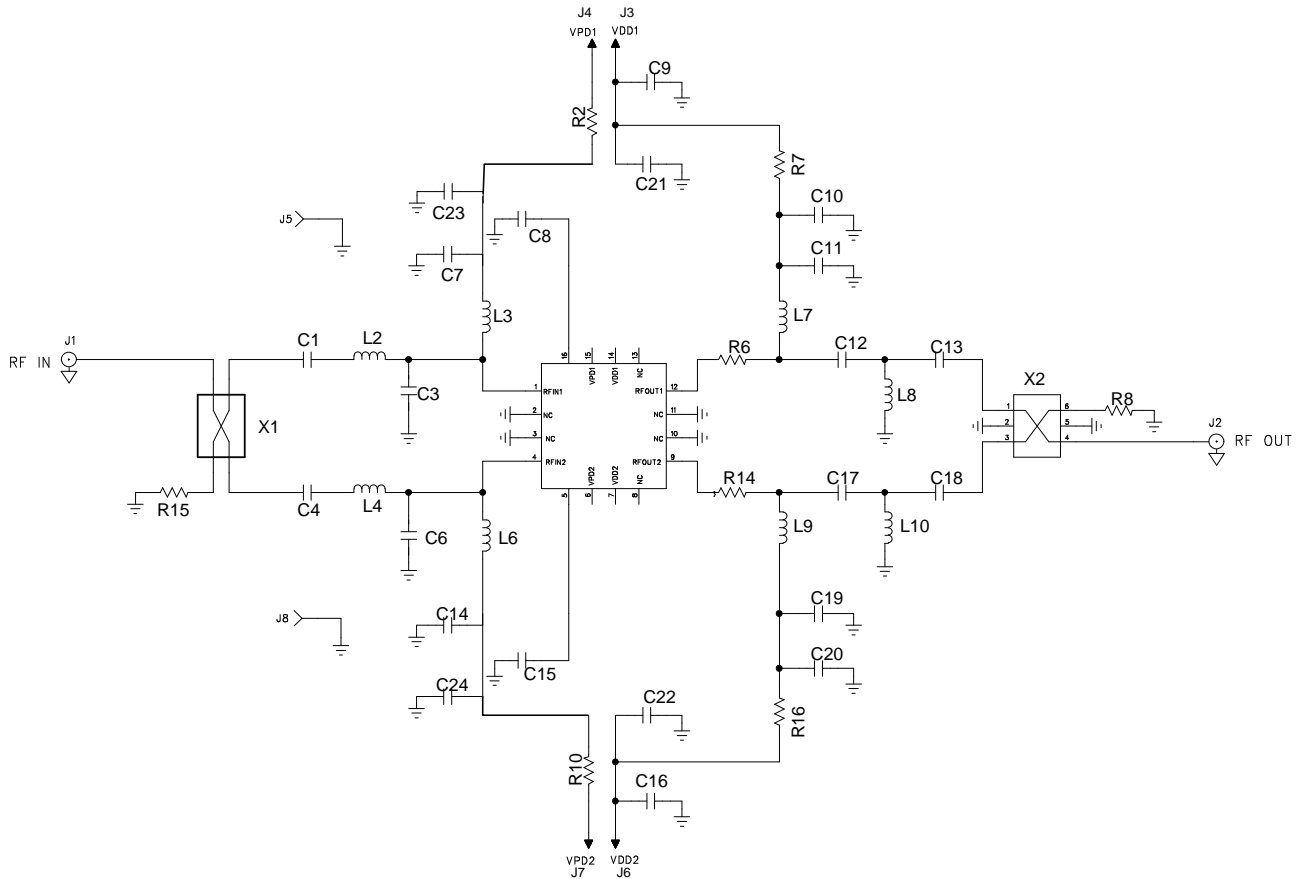 J4 J3
VPD1 VDD1
C9
R2
R7
C21
C23
C10
J5
C8
C11
C7
L3
L7
J1
C1 L2
R6
C12 C13
RF IN
16 15 14 13
VPD1 VDD1 NC
X2
C3
1 RFIN1
RFOUT1 12
L8
R8
X1
2 NC
NC 11
1 6
J2
3 NC
NC 10
2 5
RF OUT
4 RFIN2
RFOUT2 9
3 4
VPD2 VDD2 NC
5 6 7 8
R14
C17 C18
R15
C4 L4
C6
L6
L9
L10
C14
C19
J8
C15
C20
C24
C22
R16
R10
C16
VPD2 VDD2
J7 J6